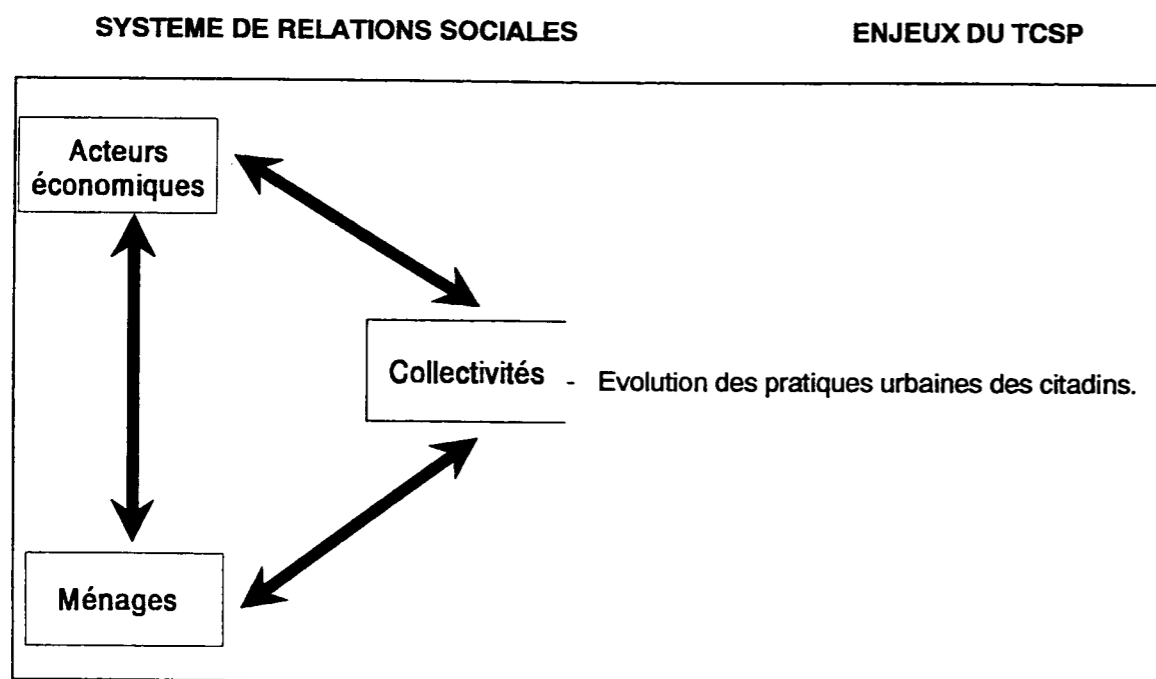 SYSTEME DE RELATIONS SOCIALES
ENJEUX DU TCSP
Acteurs
économiques
Collectivités
- Evolution des pratiques urbaines des citadins.
Ménages